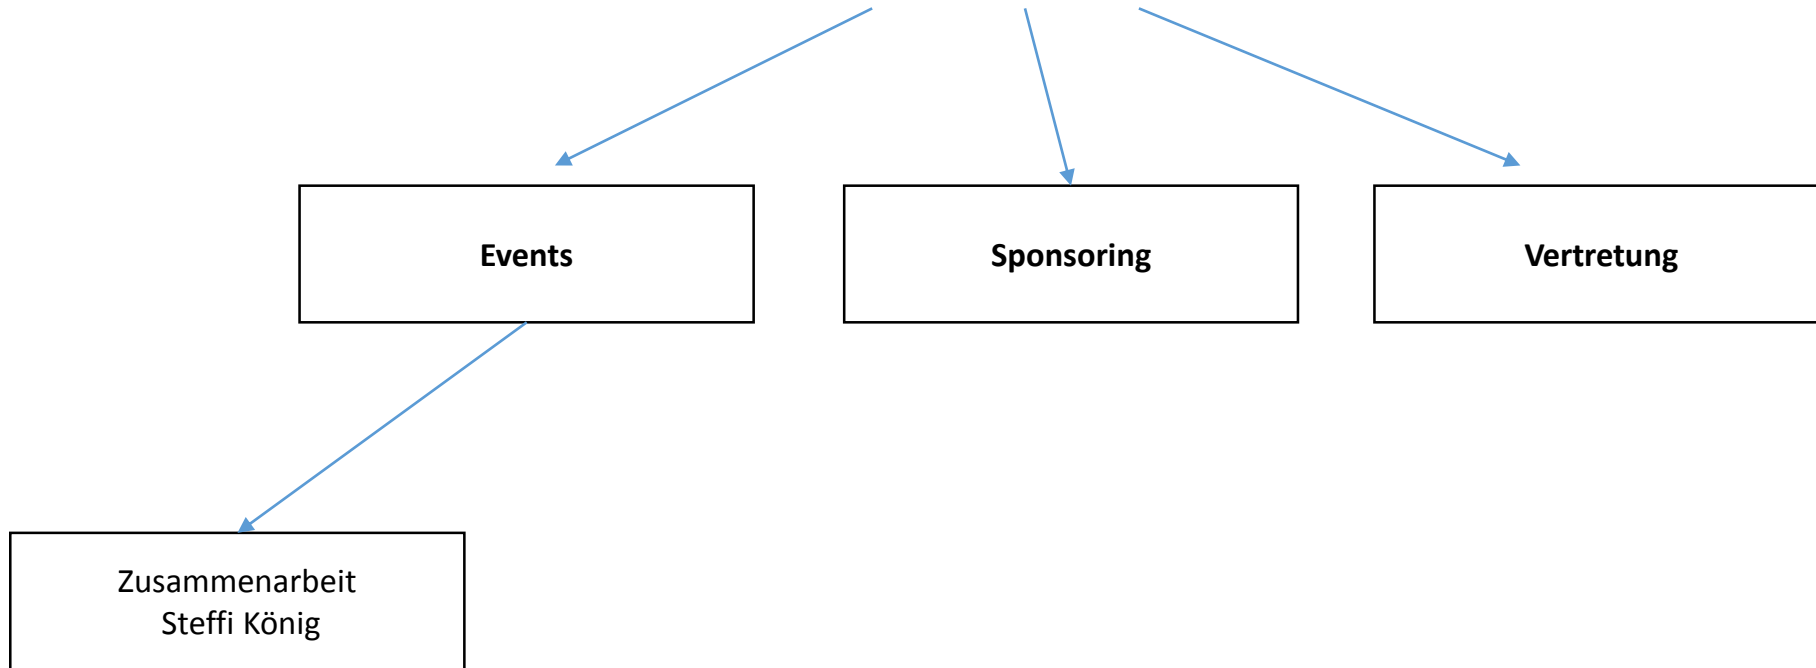 Events
Sponsoring
Vertretung
Zusammenarbeit
Steffi König